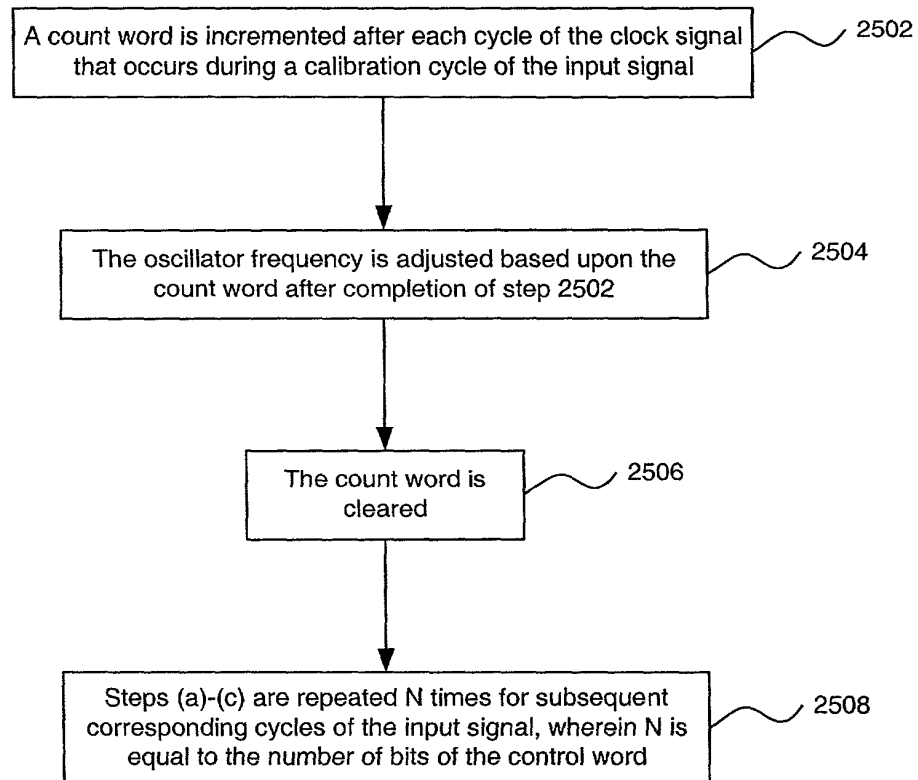 A count word is incremented after each cycle of the clock signal
that occurs during a calibration cycle of the input signal
2502
The oscillator frequency is adjusted based upon the
count word after completion of step 2502
2504
The count word is
cleared
2506
Steps (a)-(c) are repeated N times for subsequent
corresponding cycles of the input signal, wherein N is
equal to the number of bits of the control word
2508